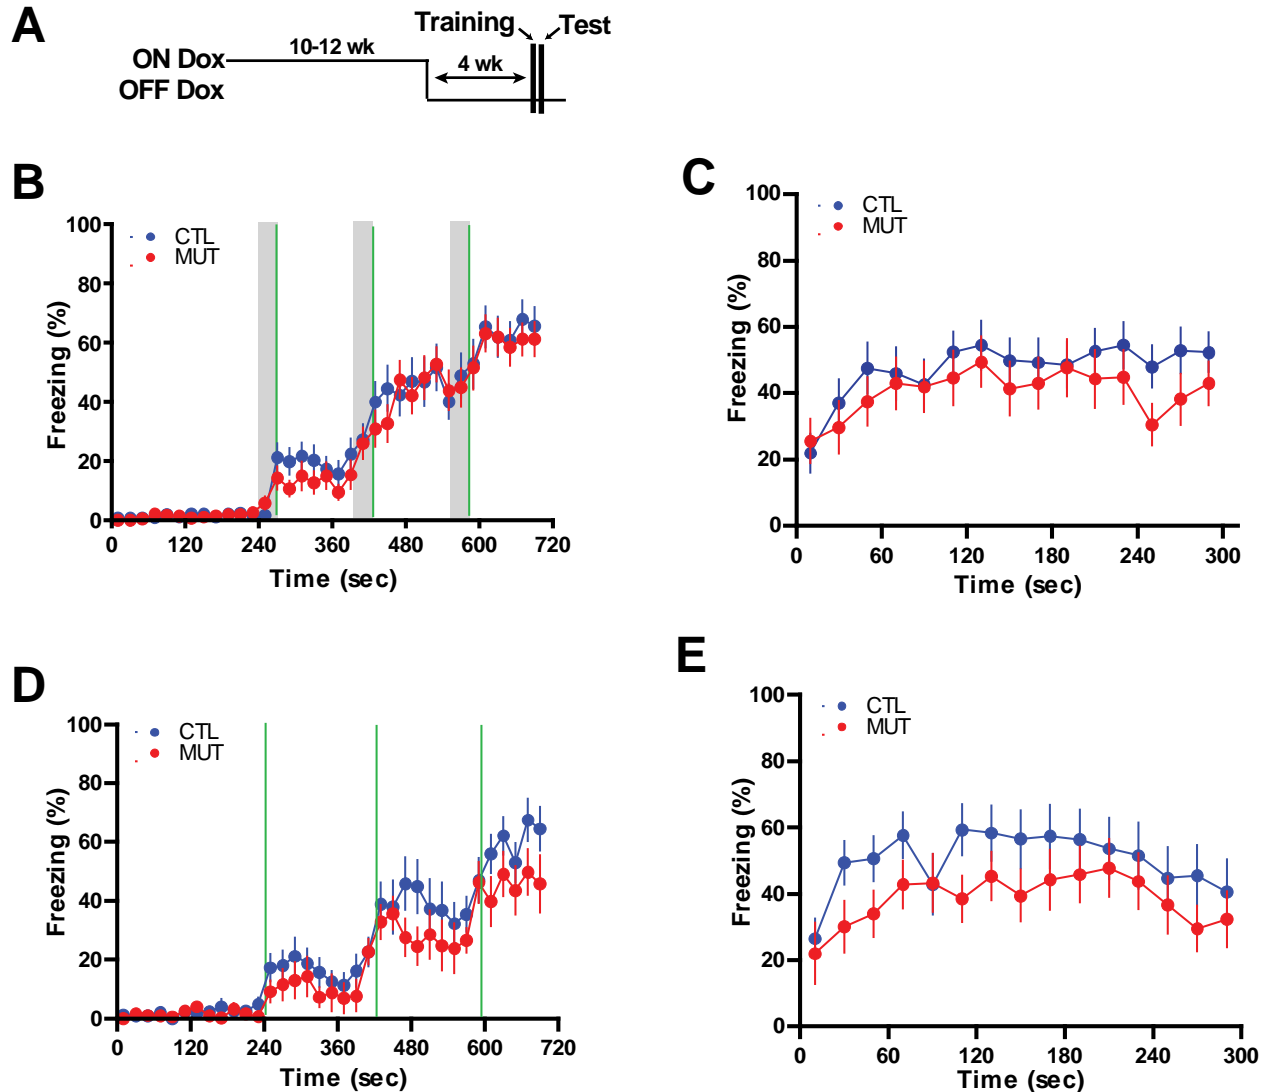 A
Training
Test
10-12 wk
ON Dox
4 wk
OFF Dox
B
100
80
60
40
20
0
Freezing (%)
CTL
MUT
0 120 240 360 480 600 720
Time (sec)
C
100
80
60
40
20
0
Freezing (%)
CTL
MUT
0 60 120 180 240 300
Time (sec)
D
100
80
60
40
20
0
Freezing (%)
CTL
MUT
0 120 240 360 480 600 720
Time (sec)
E
100
80
60
40
20
0
Freezing (%)
CTL
MUT
0 60 120 180 240 300
Time (sec)